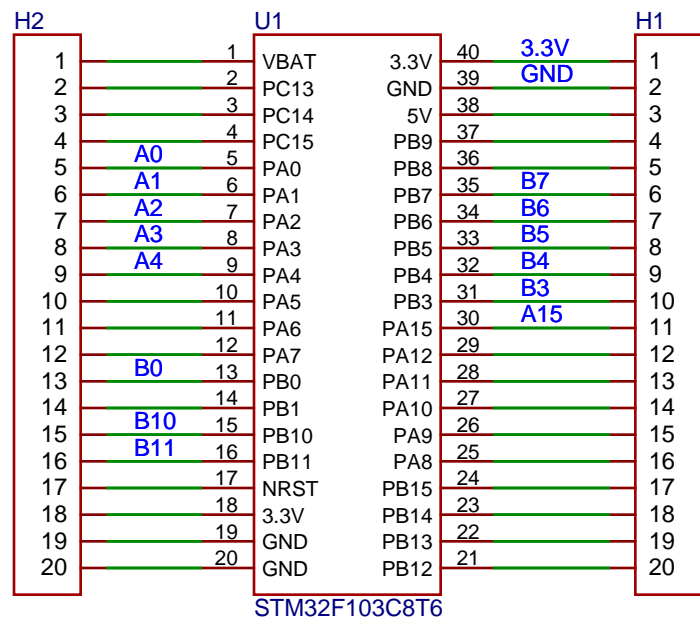 H2 U1 H1
1 1 VBAT 3.3V 40 3.3V 1
2 2 PC13 GND 39 GND 2
3 3 PC14 5V 38 3
4 4 PC15 PB9 37 4
5 A0 5 PA0 PB8 36 5
6 A1 6 PA1 PB7 35 B7 6
7 A2 7 PA2 PB6 34 B6 7
8 A3 8 PA3 PB5 33 B5 8
9 A4 9 PA4 PB4 32 B4 9
10 10 PA5 PB3 31 B3 10
11 11 PA6 PA15 30 A15 11
12 12 PA7 PA12 29 12
13 B0 13 PB0 PA11 28 13
14 14 PB1 PA10 27 14
15 B10 15 PB10 PA9 26 15
16 B11 16 PB11 PA8 25 16
17 17 NRST PB15 24 17
18 18 3.3V PB14 23 18
19 19 GND PB13 22 19
20 20 GND PB12 21 20
STM32F103C8T6